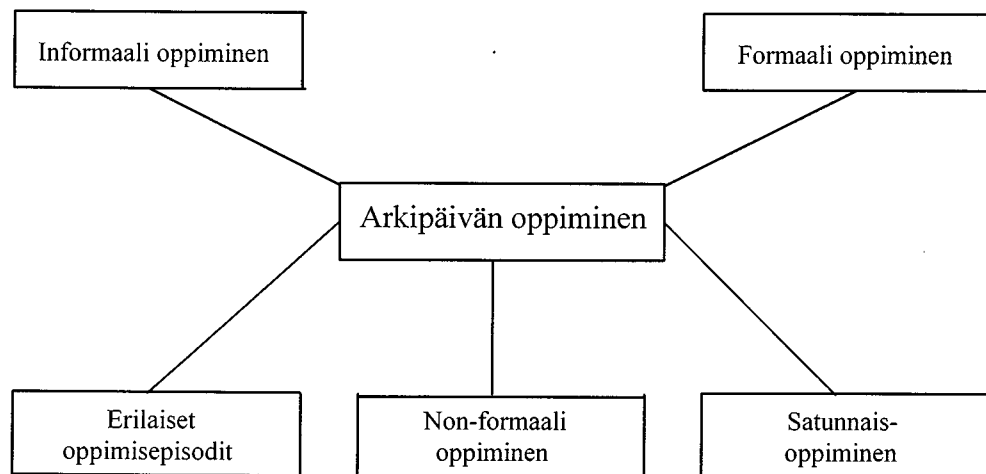 Informaali oppiminen
Formaali oppiminen
Arkipäivän oppiminen
Erilaiset
oppimisepisodit
Non-formaali
oppiminen
Satunnais-
oppiminen